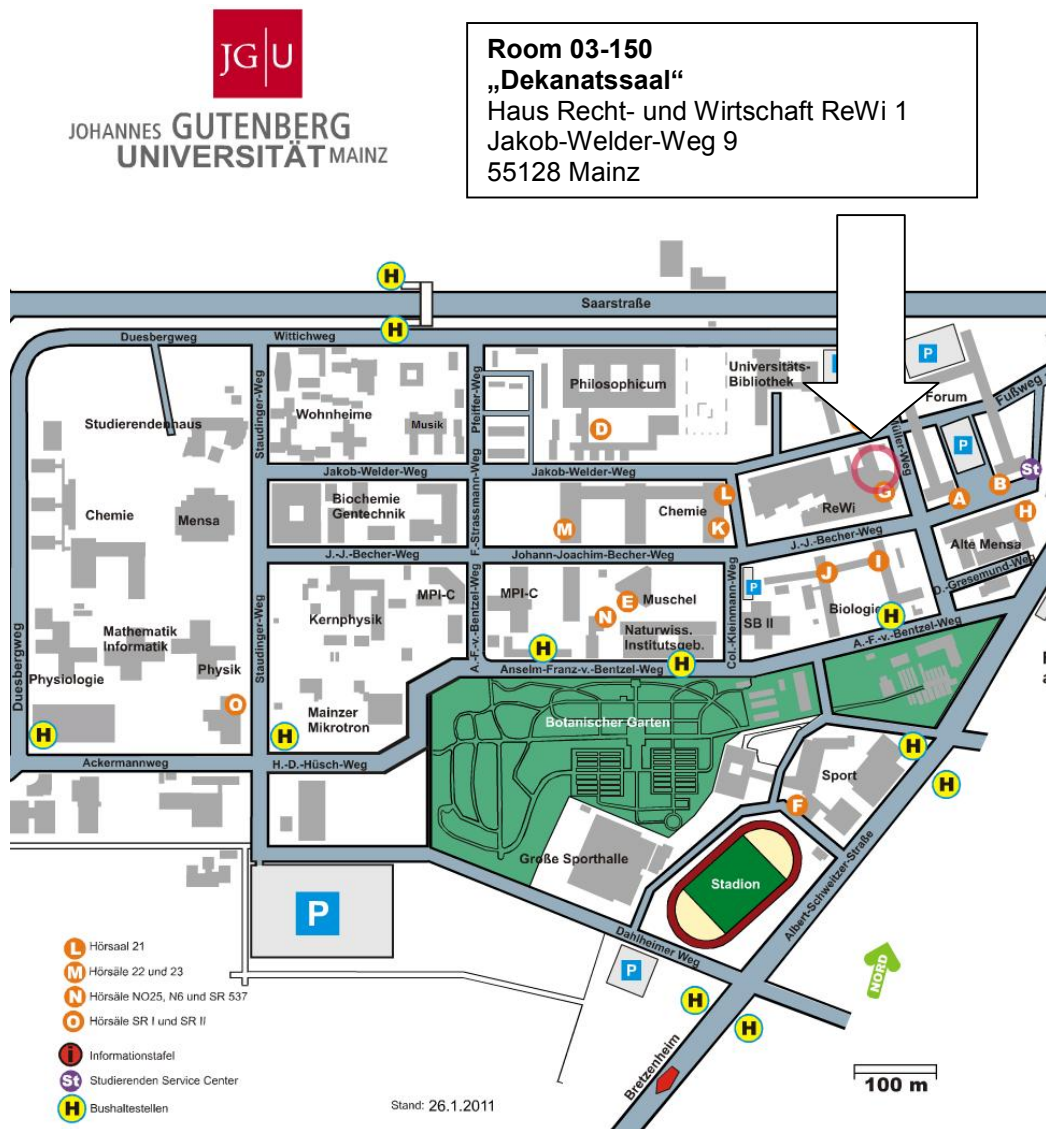 JG|U
JOHANNES GUTENBERG
UNIVERSITÄT MAINZ
Room 03-150
„Dekanatssaal“
Haus Recht- und Wirtschaft ReWi 1
Jakob-Welder-Weg 9
55128 Mainz
H
Saarstraße
H
Duesbergweg
Wittichweg
Staudinger-Weg
Pfeiffer-Weg
Philosophicum
Universitäts-
Bibliothek
P
P
Forum
Fußweg
Studierendenhaus
Wohnheime
Musik
D
Müller-Weg
P
St
Jakob-Welder-Weg
Jakob-Welder-Weg
F.-Strassmann-Weg
Biochemie
Gentechnik
Chemie
L
M
K
G
ReWi
A
B
H
Chemie
Mensa
J.-J.-Becher-Weg
Johann-Joachim-Becher-Weg
J.-J.-Becher-Weg
Alte Mensa
D.-Gresemund-Weg
MPI-C
MPI-C
Kernphysik
A.-F.-v.-Bentzel-Weg
E
Muschel
N
Naturwiss.
Institutsgeb.
Col.-Kleinmann-Weg
P
SB II
J
I
Biologie
H
A.-F.-v.-Bentzel-Weg
Mathematik
Informatik
Physik
Physiologie
Duesbergweg
Staudinger-Weg
H
H
Anselm-Franz-v.-Bentzel-Weg
O
H
H
Mainzer
Mikrotron
Botanischer Garten
Ackermannweg
H.-D.-Hüsch-Weg
Sport
H
H
F
Große Sporthalle
Stadion
Albert-Schweitzer-Straße
P
Dahlheimer Weg
P
NORD
H
H
Bretzenheim
100 m
L Hörsaal 21
M Hörsäle 22 und 23
N Hörsäle NO25, N6 und SR 537
O Hörsäle SR I und SR II
i Informationstafel
St Studierenden Service Center
H Bushaltestellen
Stand: 26.1.2011